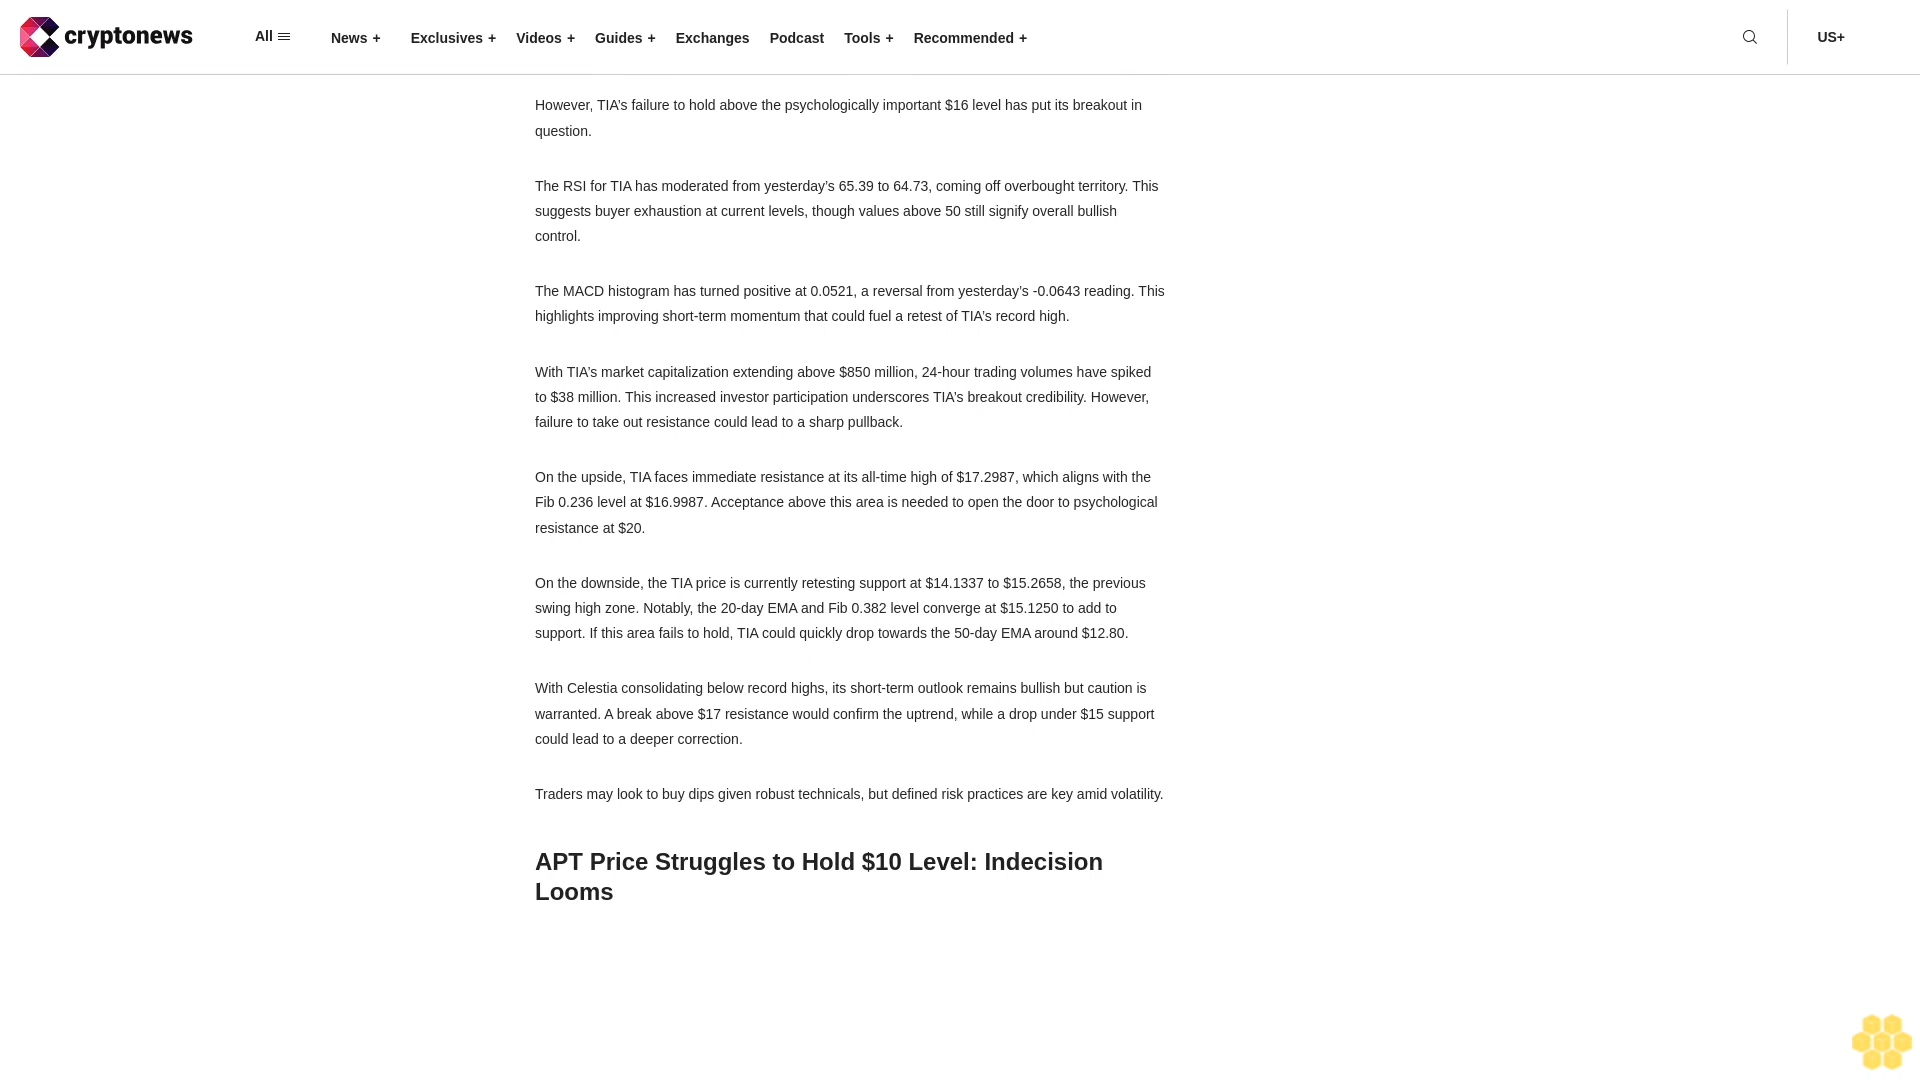 cryptonews
All
News +
Exclusives +
Videos +
Guides +
Exchanges
Podcast
Tools +
Recommended +
US+
However, TIA’s failure to hold above the psychologically important $16 level has put its breakout in
question.
The RSI for TIA has moderated from yesterday’s 65.39 to 64.73, coming off overbought territory. This
suggests buyer exhaustion at current levels, though values above 50 still signify overall bullish
control.
The MACD histogram has turned positive at 0.0521, a reversal from yesterday’s -0.0643 reading. This
highlights improving short-term momentum that could fuel a retest of TIA’s record high.
With TIA’s market capitalization extending above $850 million, 24-hour trading volumes have spiked
to $38 million. This increased investor participation underscores TIA’s breakout credibility. However,
failure to take out resistance could lead to a sharp pullback.
On the upside, TIA faces immediate resistance at its all-time high of $17.2987, which aligns with the
Fib 0.236 level at $16.9987. Acceptance above this area is needed to open the door to psychological
resistance at $20.
On the downside, the TIA price is currently retesting support at $14.1337 to $15.2658, the previous
swing high zone. Notably, the 20-day EMA and Fib 0.382 level converge at $15.1250 to add to
support. If this area fails to hold, TIA could quickly drop towards the 50-day EMA around $12.80.
With Celestia consolidating below record highs, its short-term outlook remains bullish but caution is
warranted. A break above $17 resistance would confirm the uptrend, while a drop under $15 support
could lead to a deeper correction.
Traders may look to buy dips given robust technicals, but defined risk practices are key amid volatility.
APT Price Struggles to Hold $10 Level: Indecision
Looms